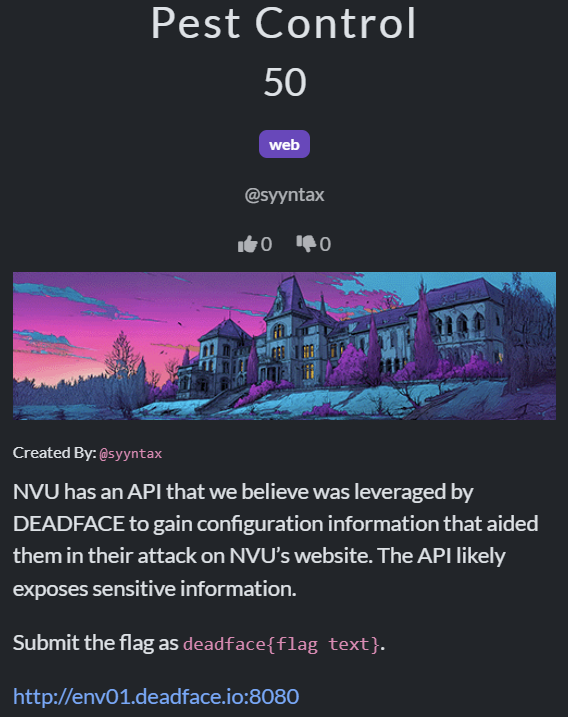 Pest Control
50
web
@syyntax
0 0
Created By: @syyntax
NVU has an API that we believe was leveraged by
DEADFACE to gain configuration information that aided
them in their attack on NVU’s website. The API likely
exposes sensitive information.
Submit the flag as deadface{flag text}.
http://env01.deadface.io:8080